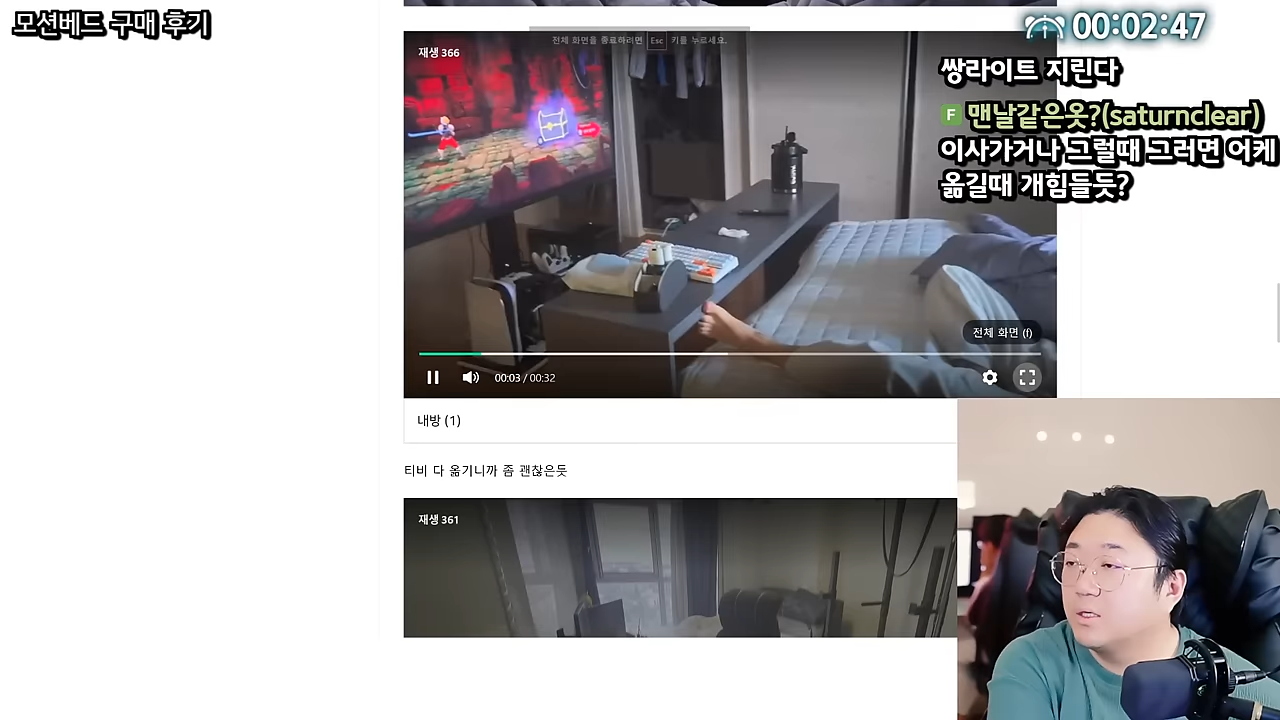 모션베드 구매 후기
00:02:47
쌍라이트 지린다
F 맨날같은옷?(saturnclear)
이사가거나 그럴때 그러면 어케
옮길때 개힘들듯?
전체 화면을 종료하려면 Esc 키를 누르세요.
재생 366
전체 화면 (f)
00:03 / 00:32
내방 (1)
티비 다 옮기니까 좀 괜찮은듯
재생 361